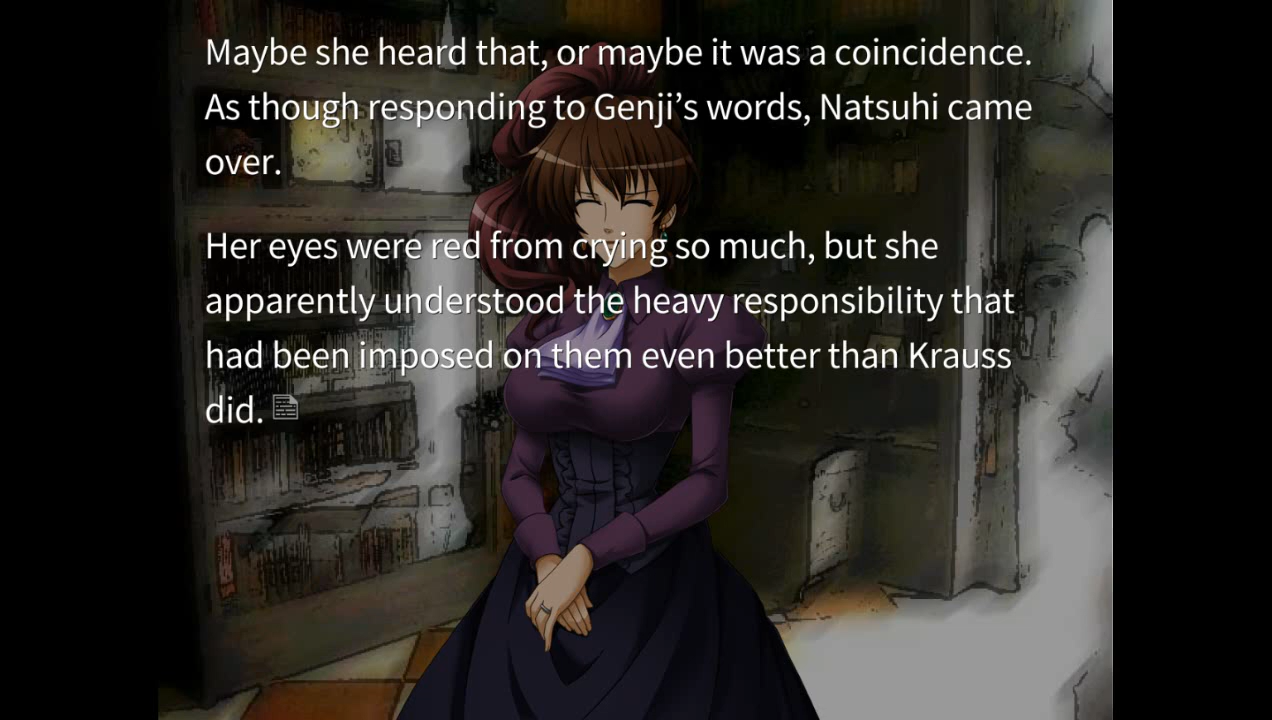 Maybe she heard that, or maybe it was a coincidence.
As though responding to Genji’s words, Natsuhi came
over.
Her eyes were red from crying so much, but she
apparently understood the heavy responsibility that
had been imposed on them even better than Krauss
did.